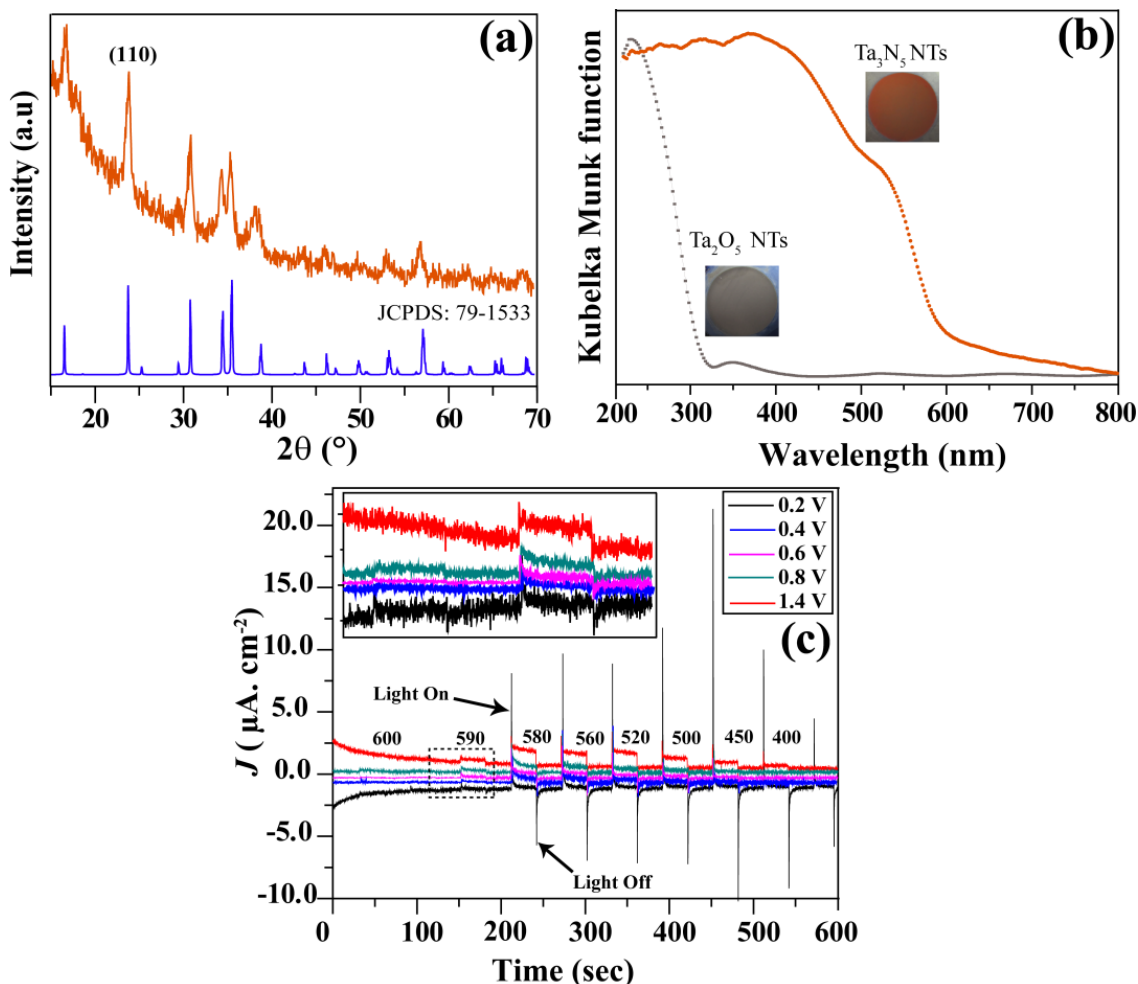 (a)
(110)
Intensity (a.u)
JCPDS: 79-1533
20 30 40 50 60 70
2θ (°)
(b)
Ta3N5 NTs
Kubelka Munk function
Ta2O5 NTs
200 300 400 500 600 700 800
Wavelength (nm)
(c)
0.2 V
0.4 V
0.6 V
0.8 V
1.4 V
J ( µA. cm-2)
20.0
15.0
10.0
5.0
0.0
-5.0
-10.0
Light On
600 590 580 560 520 500 450 400
Light Off
0 100 200 300 400 500 600
Time (sec)